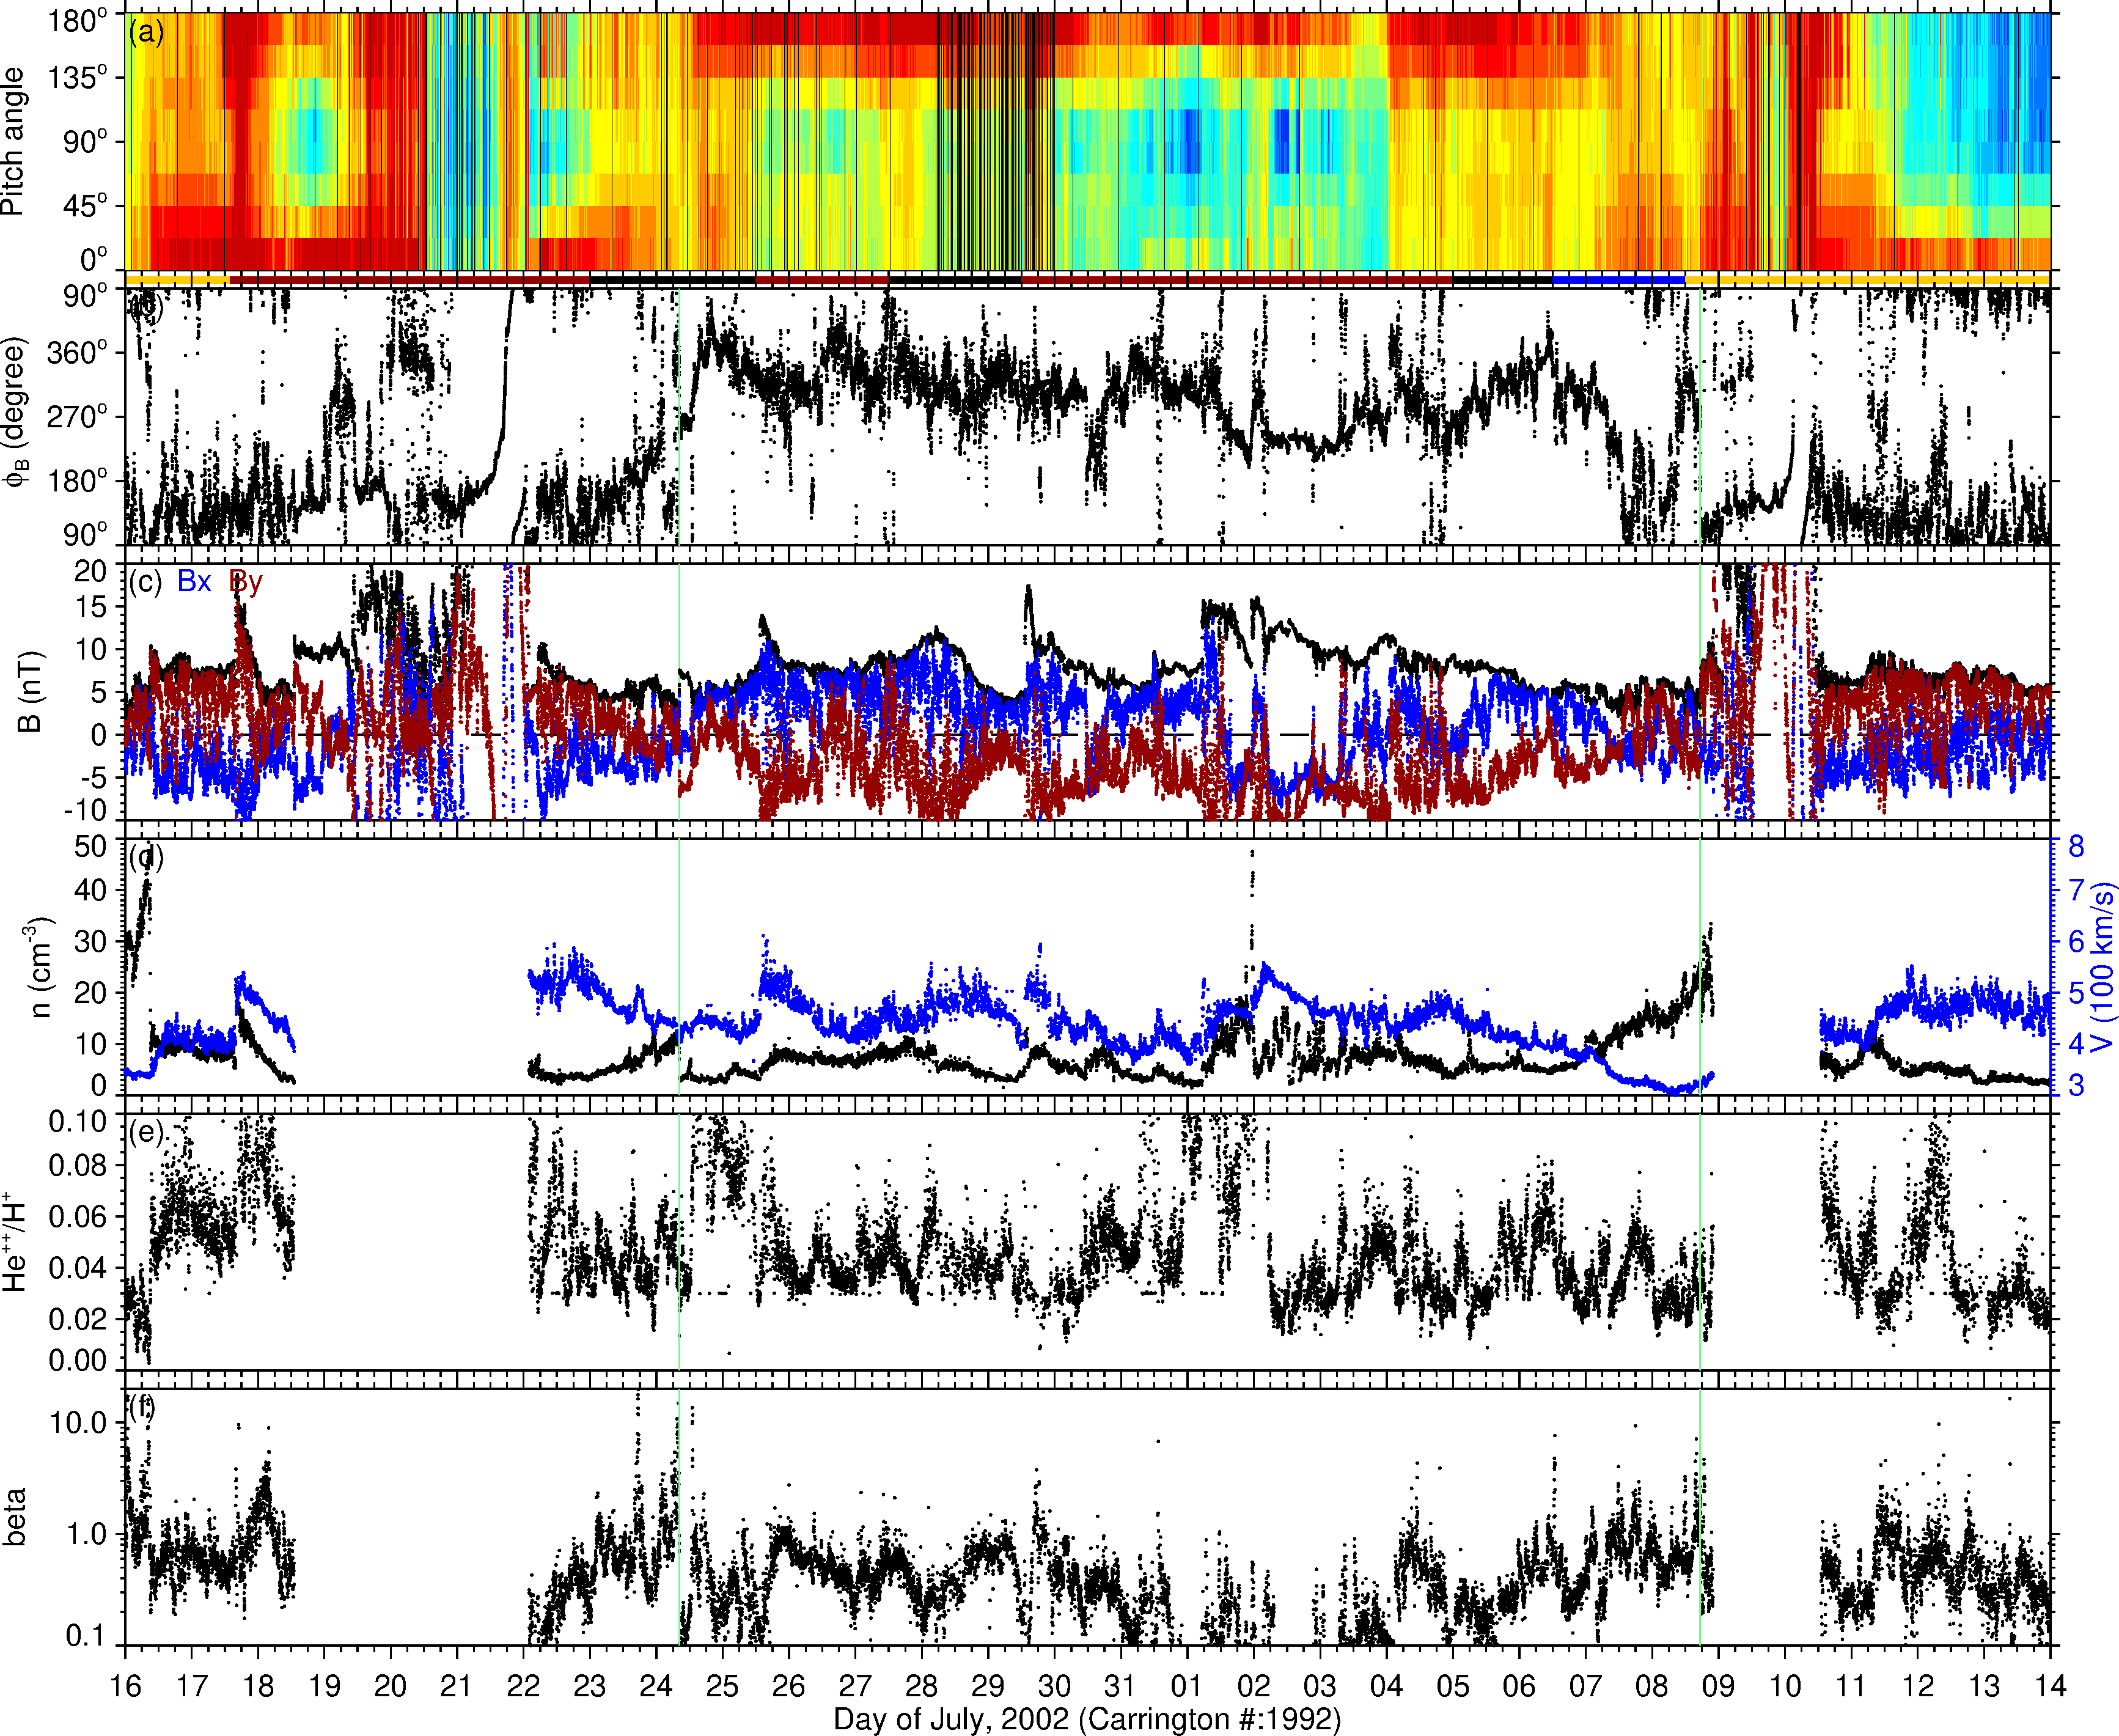 (a)
180°
135°
90°
45°
0°
Pitch angle
(b)
90°
360°
270°
180°
90°
ϕB (degree)
(c) Bx By
20
15
10
5
0
-5
-10
B (nT)
(d)
50
40
30
20
10
0
n (cm-3)
8
7
6
5
4
3
V (100 km/s)
(e)
0.10
0.08
0.06
0.04
0.02
0.00
He++/H+
(f)
10.0
1.0
0.1
beta
16 17 18 19 20 21 22 23 24 25 26 27 28 29 30 31 01 02 03 04 05 06 07 08 09 10 11 12 14
Day of July, 2002 (Carrington #:1992)